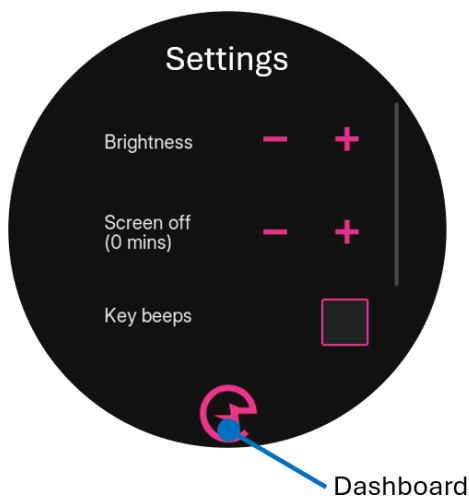 Settings
Brightness
Screen off
(0 mins)
Key beeps
Dashboard